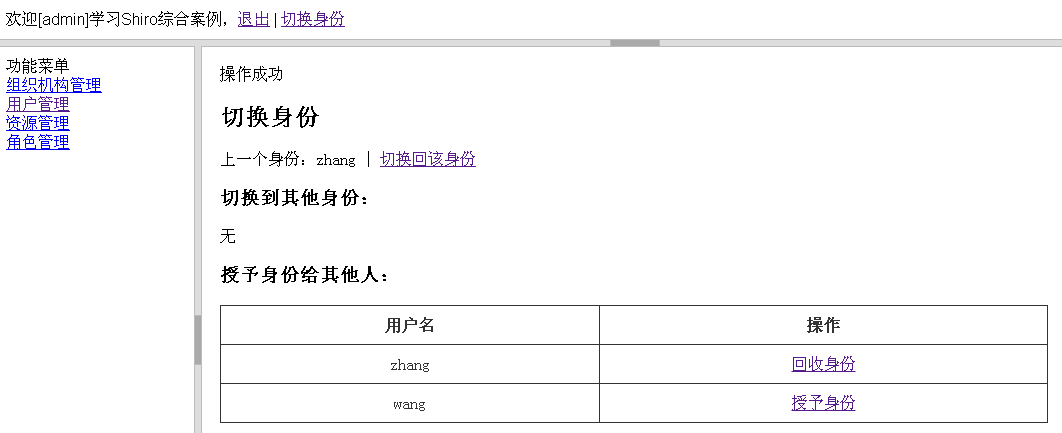 欢迎[admin]学习Shiro综合案例，退出 | 切换身份
功能菜单
组织机构管理
用户管理
资源管理
角色管理
操作成功
切换身份
上一个身份：zhang | 切换回该身份
切换到其他身份：
无
授予身份给其他人：
用户名 操作
zhang 回收身份
wang 授予身份